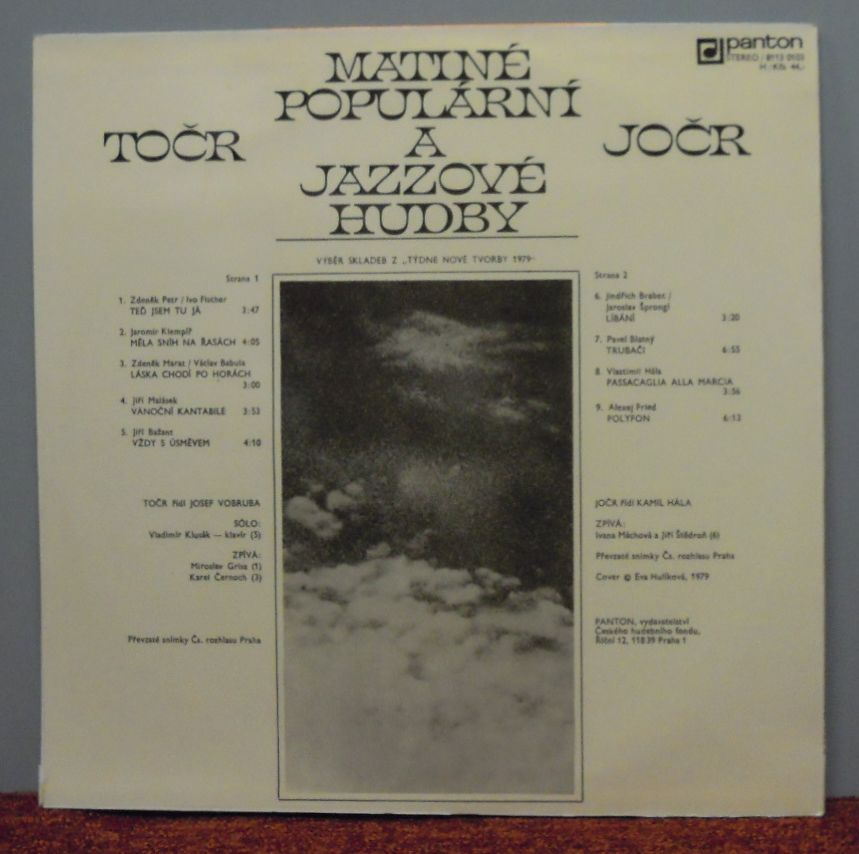 MATINÉ
POPULÁRNÍ
A
JAZZOVÉ
HUDBY
TOČR
JOČR
panton
STEREO / 8113 0103
H / Kčs 44,-
VÝBĚR SKLADEB Z „TÝDNE NOVÉ TVORBY 1979"
Strana 1
1. Zdeněk Petr / Ivo Fischer
TEĎ JSEM TU JÁ 3:47
2. Jaromír Klempíř
MĚLA SNÍH NA ŘASÁCH 4:05
3. Zdeněk Marat / Václav Babula
LÁSKA CHODÍ PO HORÁCH
3:00
4. Jiří Malásek
VÁNOČNÍ KANTABILE 3:53
5. Jiří Bažant
VŽDY S ÚSMĚVEM 4:10
TOČR řídí JOSEF VOBRUBA
SÓLO:
Vladimír Klusák — klavír (5)
ZPÍVÁ:
Miroslav Grisa (1)
Karel Černoch (3)
Převzaté snímky Čs. rozhlasu Praha
Strana 2
6. Jindřich Brabec /
Jaroslav Šprongl
LÍBÁNÍ 3:20
7. Pavel Blatný
TRUBAČI 6:55
8. Vlastimil Hála
PASSACAGLIA ALLA MARCIA
3:56
9. Alexej Fried
POLYFON 6:13
JOČR řídí KAMIL HÁLA
ZPÍVÁ:
Ivana Máchová a Jiří Štědroň (6)
Převzaté snímky Čs. rozhlasu Praha
Cover © Eva Hulíková, 1979
PANTON, vydavatelství
Českého hudebního fondu,
Říční 12, 118 39 Praha 1